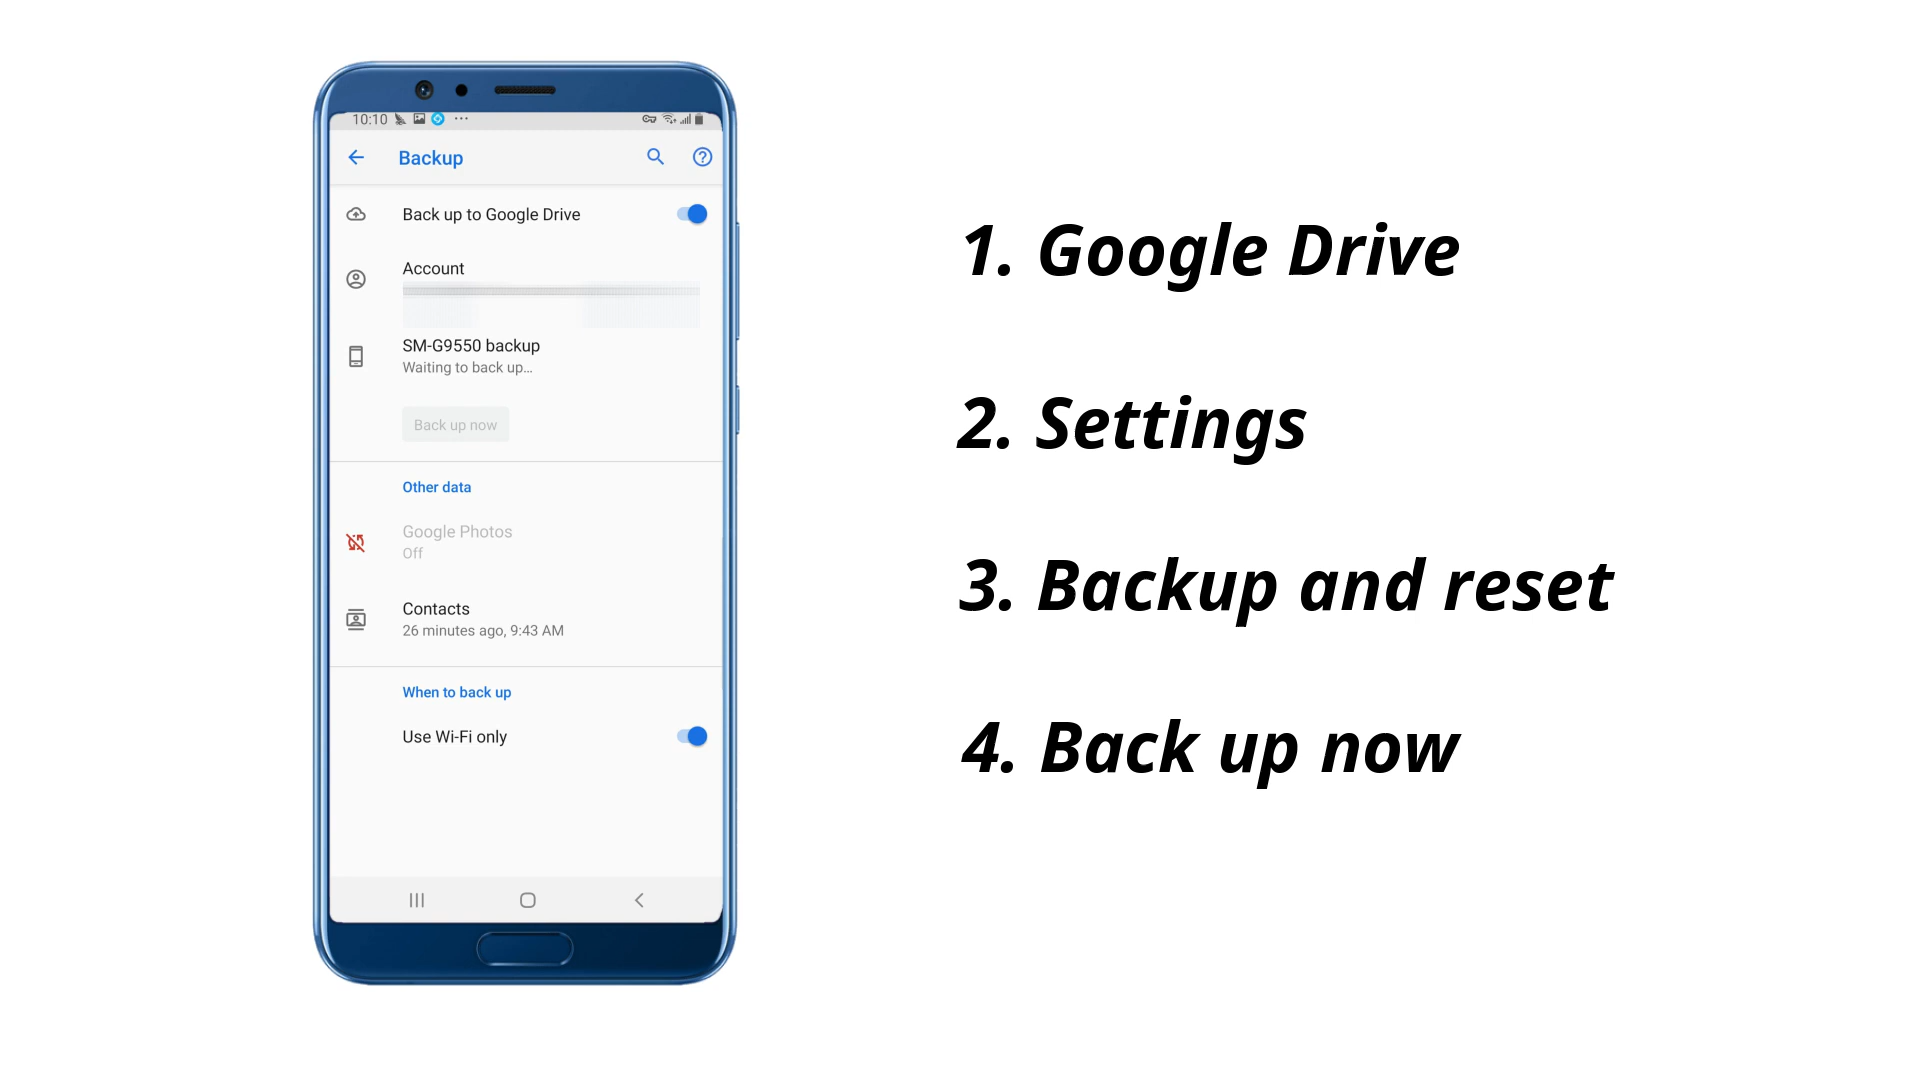 10:10
Backup
Back up to Google Drive
Account
SM-G9550 backup
Waiting to back up...
Back up now
Other data
Google Photos
Off
Contacts
26 minutes ago, 9:43 AM
When to back up
Use Wi-Fi only
1. Google Drive
2. Settings
3. Backup and reset
4. Back up now